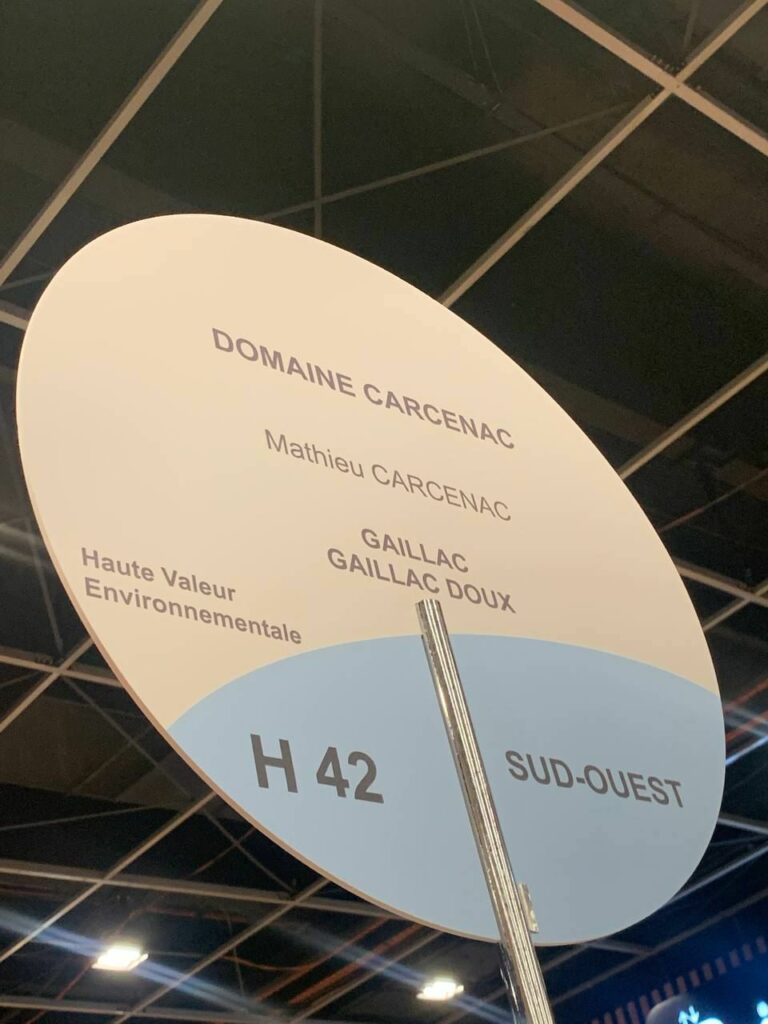 DOMAINE CARCENAC
Mathieu CARCENAC
GAILLAC
GAILLAC DOUX
Haute Valeur
Environnementale
H 42
SUD-OUEST